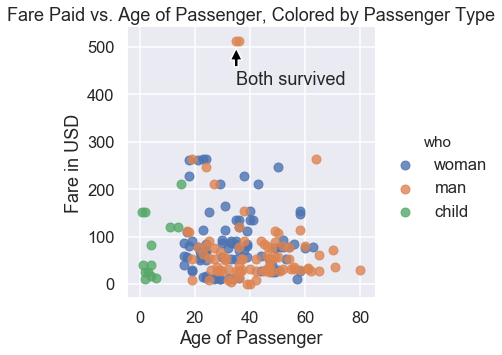 Fare Paid vs. Age of Passenger, Colored by Passenger Type
500
Both survived
400
300
200
100
0
Fare in USD
who
woman
man
child
0 20 40 60 80
Age of Passenger